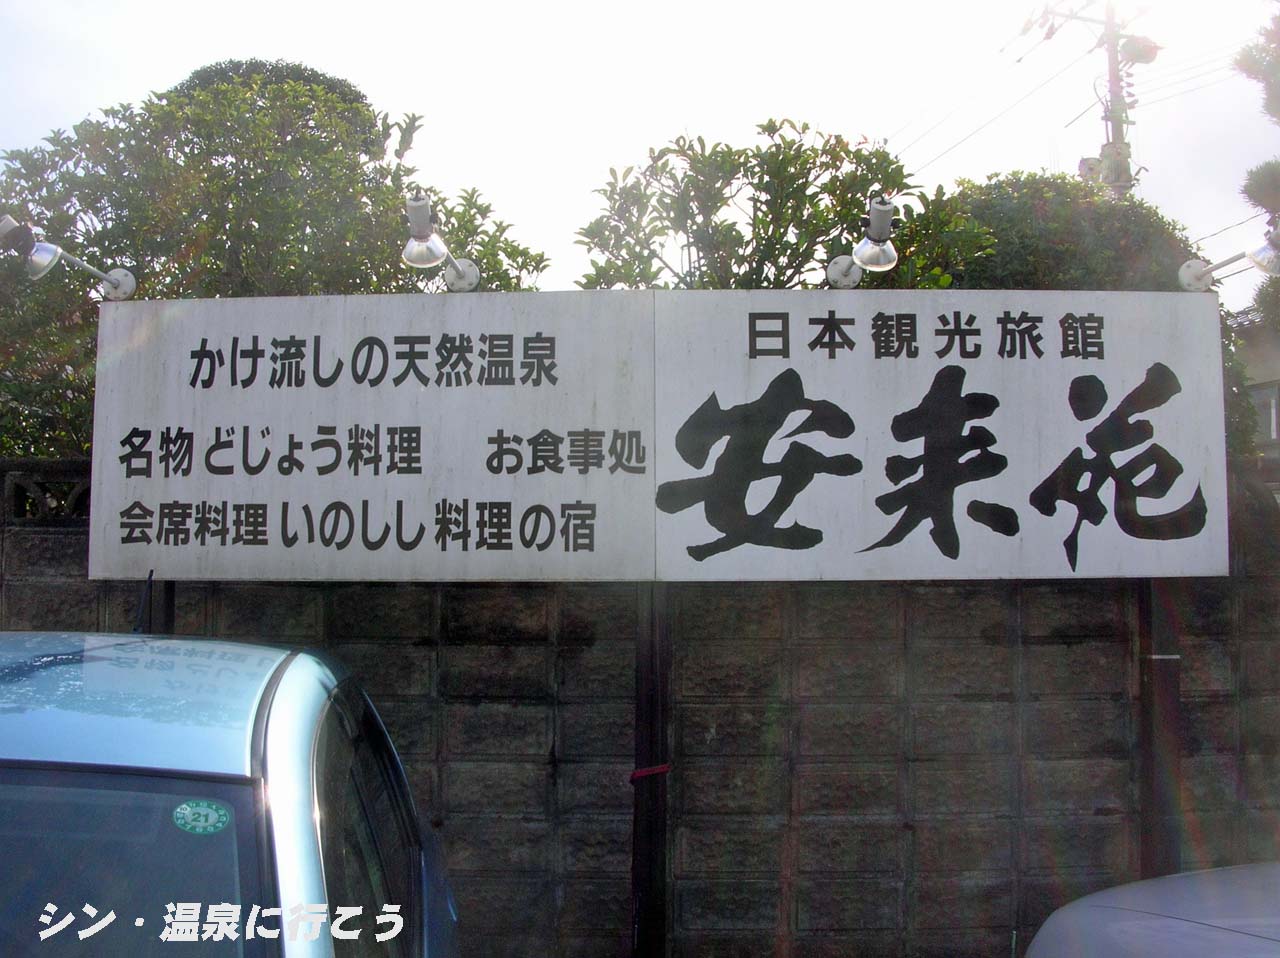 かけ流しの天然温泉
名物 どじょう料理 お食事処
会席料理 いのしし料理の宿
日本観光旅館
安来苑
21
シン・温泉に行こう